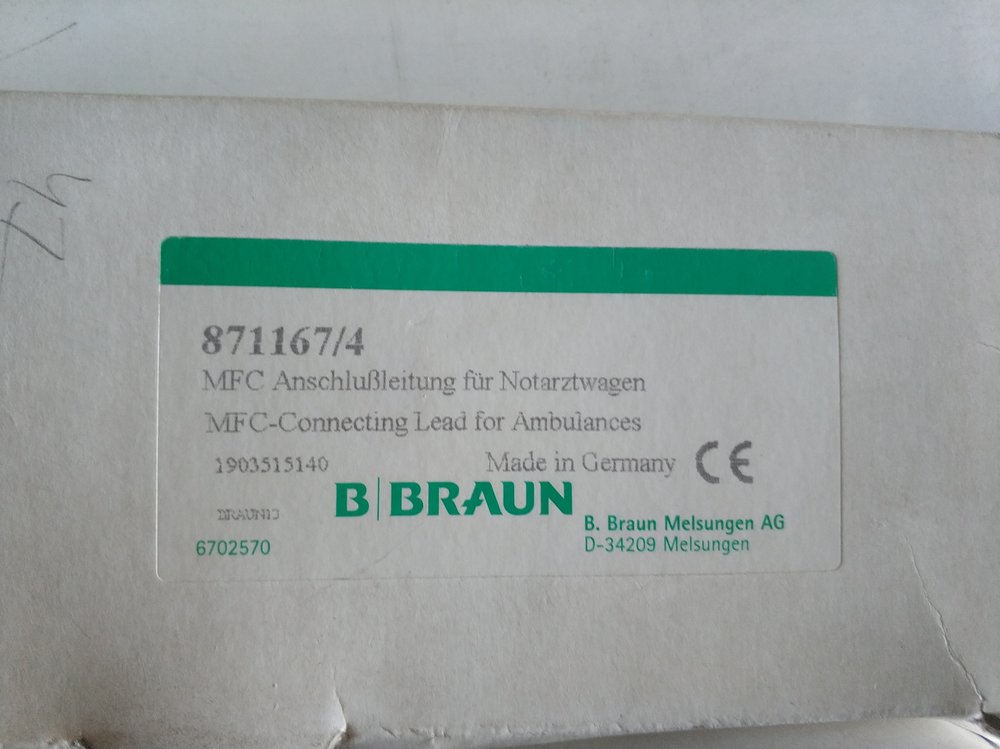 871167/4
MFC Anschlußleitung für Notarztwagen
MFC-Connecting Lead for Ambulances
1903515140 Made in Germany CE
B|BRAUN
B. Braun Melsungen AG
D-34209 Melsungen
6702570